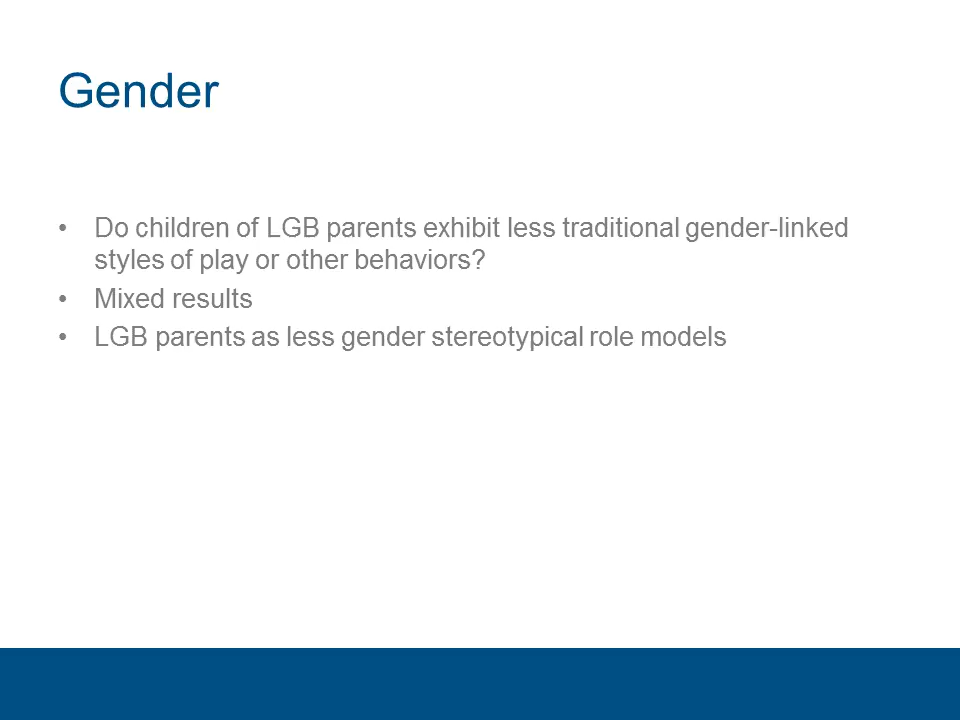 Gender
• Do children of LGB parents exhibit less traditional gender-linked
styles of play or other behaviors?
• Mixed results
• LGB parents as less gender stereotypical role models